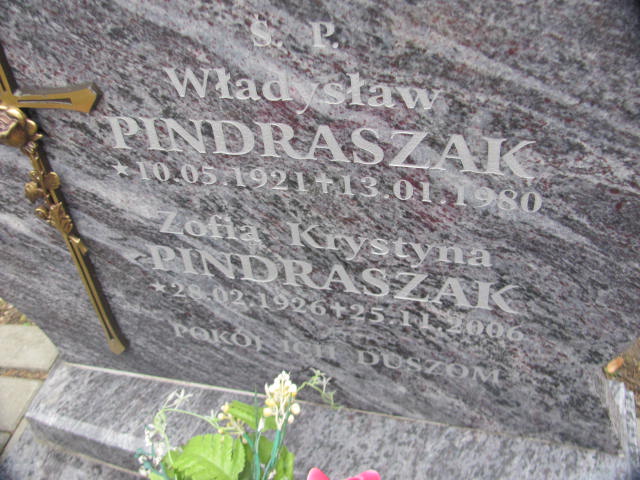 Ś. P.
Władysław
PINDRASZAK
*10.05.1921 +13.01.1980
Zofia Krystyna
PINDRASZAK
*20.02.1926 +25.11.2006
POKÓJ ICH DUSZOM